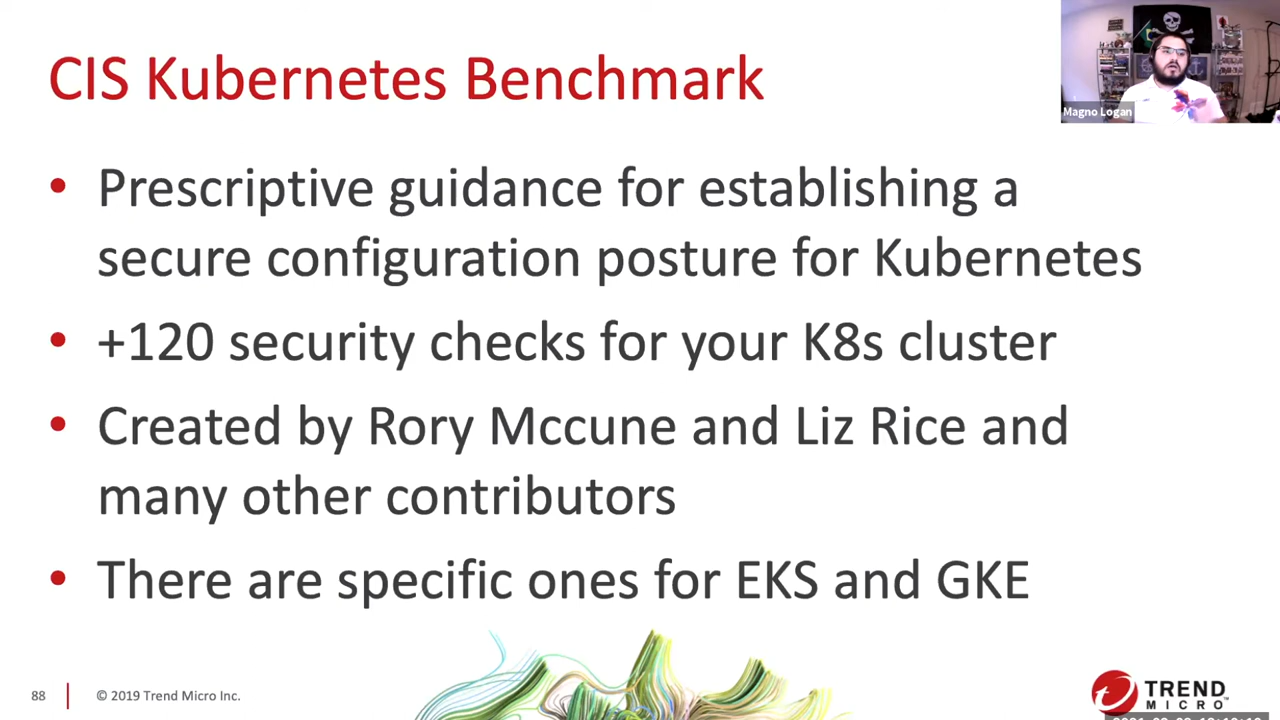 CIS Kubernetes Benchmark
Magno Logan
• Prescriptive guidance for establishing a
secure configuration posture for Kubernetes
• +120 security checks for your K8s cluster
• Created by Rory Mccune and Liz Rice and
many other contributors
• There are specific ones for EKS and GKE
88
© 2019 Trend Micro Inc.
TREND
MICRO